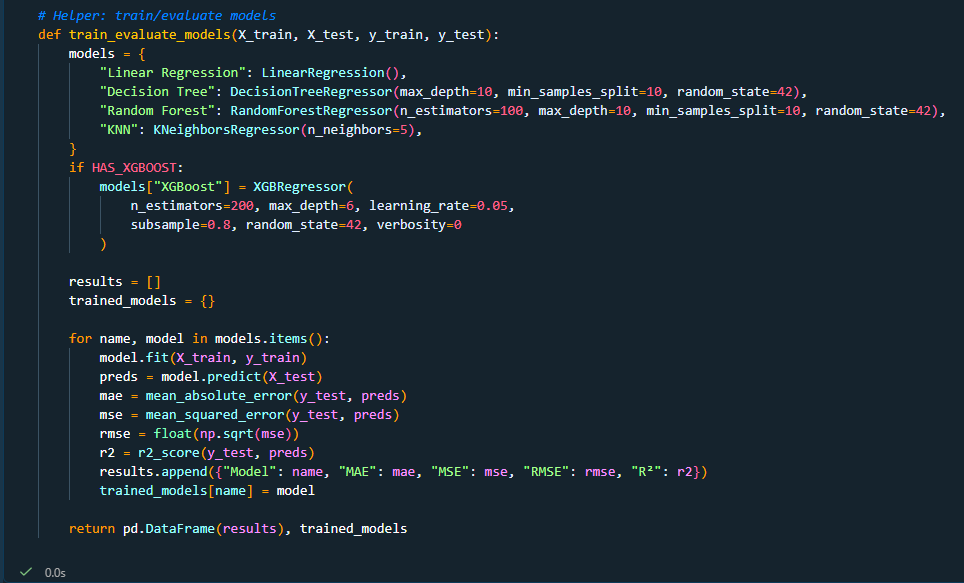 # Helper: train/evaluate models
def train_evaluate_models(X_train, X_test, y_train, y_test):
    models = {
        "Linear Regression": LinearRegression(),
        "Decision Tree": DecisionTreeRegressor(max_depth=10, min_samples_split=10, random_state=42),
        "Random Forest": RandomForestRegressor(n_estimators=100, max_depth=10, min_samples_split=10, random_state=42),
        "KNN": KNeighborsRegressor(n_neighbors=5),
    }
    if HAS_XGBOOST:
        models["XGBoost"] = XGBRegressor(
            n_estimators=200, max_depth=6, learning_rate=0.05,
            subsample=0.8, random_state=42, verbosity=0
        )
    results = []
    trained_models = {}
    for name, model in models.items():
        model.fit(X_train, y_train)
        preds = model.predict(X_test)
        mae = mean_absolute_error(y_test, preds)
        mse = mean_squared_error(y_test, preds)
        rmse = float(np.sqrt(mse))
        r2 = r2_score(y_test, preds)
        results.append({"Model": name, "MAE": mae, "MSE": mse, "RMSE": rmse, "R²": r2})
        trained_models[name] = model
    return pd.DataFrame(results), trained_models
0.0s